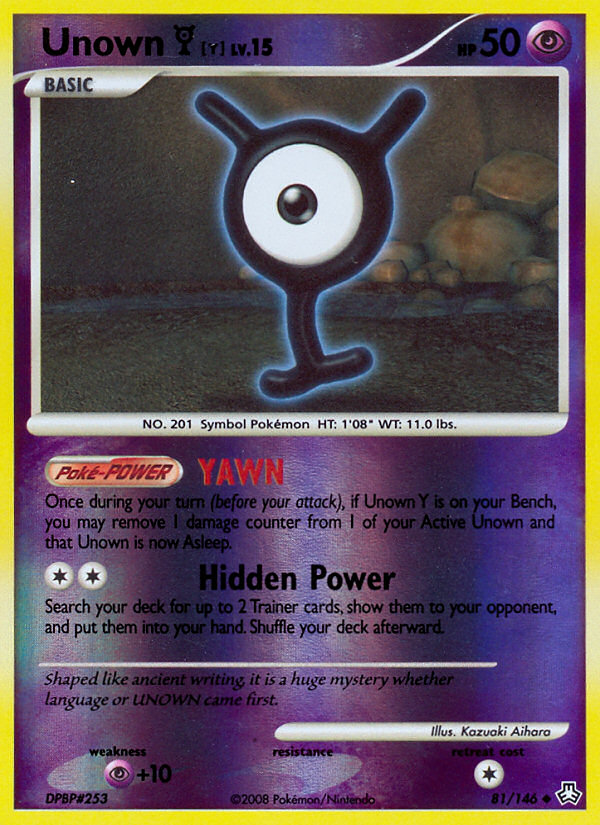 Unown Y [Y] LV.15 HP 50
BASIC
NO. 201 Symbol Pokémon HT: 1'08" WT: 11.0 lbs.
Poké-POWER YAWN
Once during your turn (before your attack), if Unown Y is on your Bench,
you may remove 1 damage counter from 1 of your Active Unown and
that Unown is now Asleep.
Hidden Power
Search your deck for up to 2 Trainer cards, show them to your opponent,
and put them into your hand. Shuffle your deck afterward.
Shaped like ancient writing, it is a huge mystery whether
language or UNOWN came first.
Illus. Kazuaki Aihara
weakness resistance retreat cost
+10
DPBP#253 ©2008 Pokémon/Nintendo 81/146